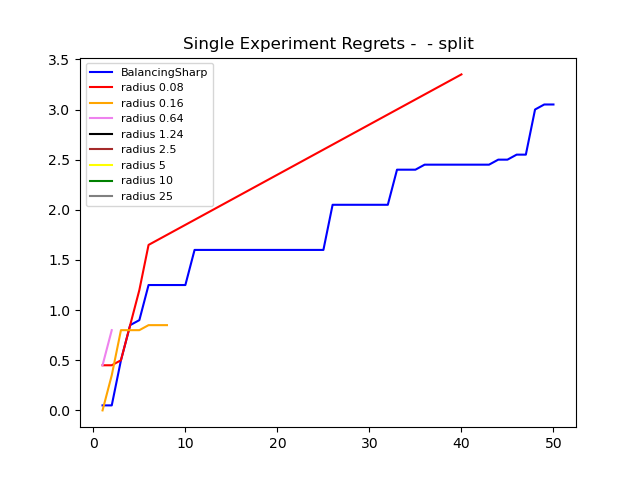 Single Experiment Regrets -  - split
3.5
3.0
2.5
2.0
1.5
1.0
0.5
0.0
BalancingSharp
radius 0.08
radius 0.16
radius 0.64
radius 1.24
radius 2.5
radius 5
radius 10
radius 25
0 10 20 30 40 50